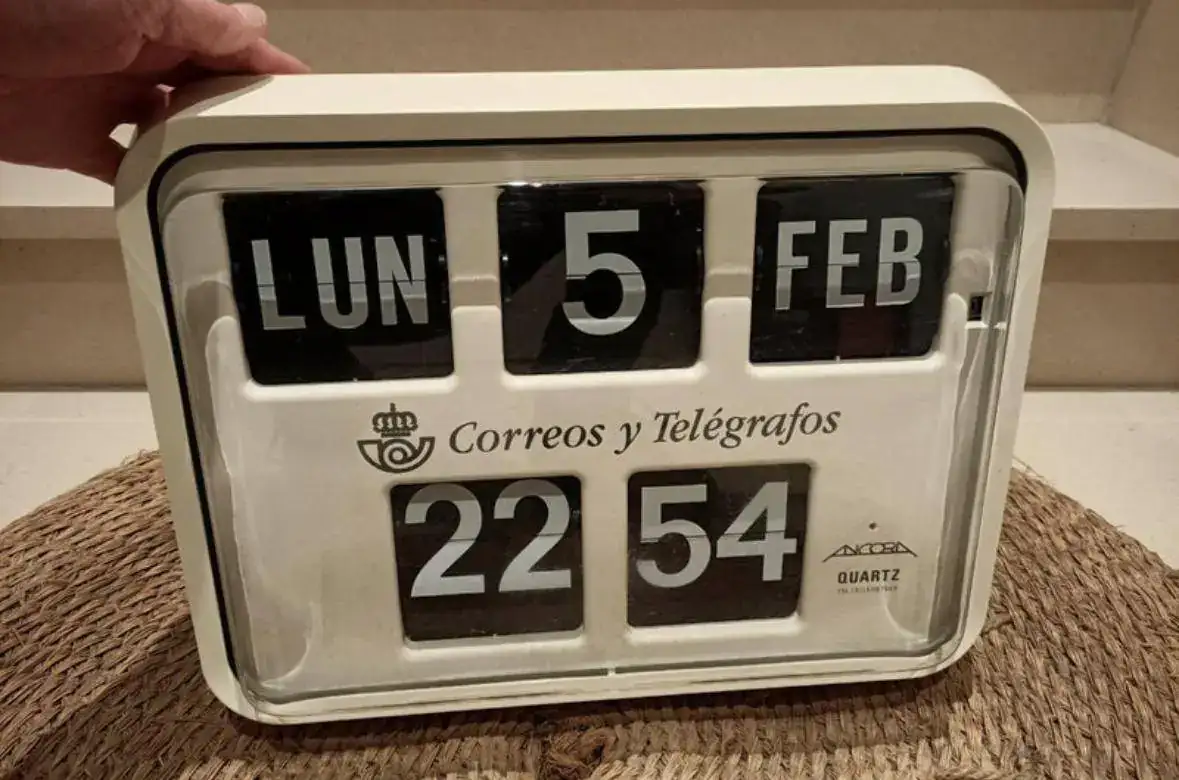 LUN 5 FEB
Correos y Telégrafos
22 54
ANCORA
QUARTZ